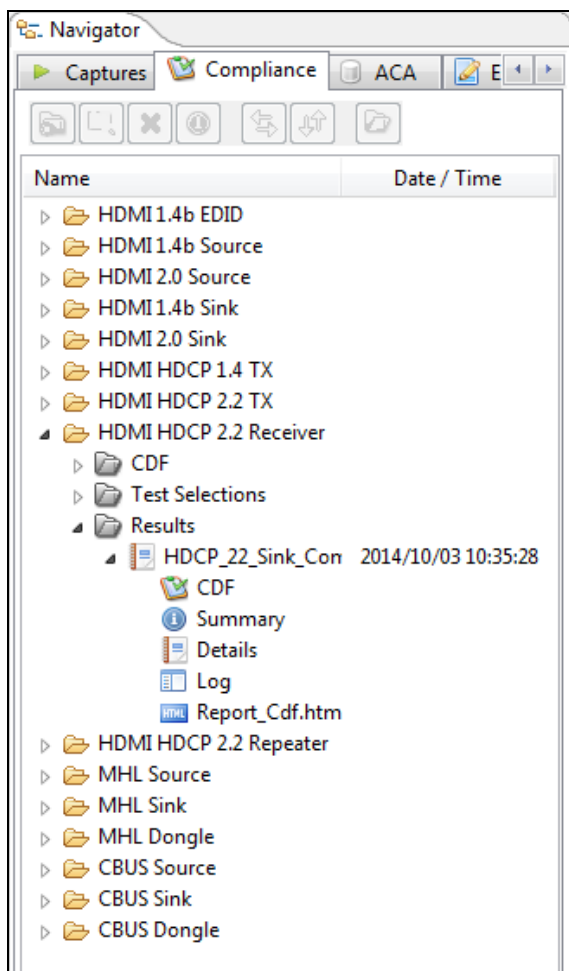 Navigator
Captures Compliance ACA E
Name Date / Time
HDMI 1.4b EDID
HDMI 1.4b Source
HDMI 2.0 Source
HDMI 1.4b Sink
HDMI 2.0 Sink
HDMI HDCP 1.4 TX
HDMI HDCP 2.2 TX
HDMI HDCP 2.2 Receiver
CDF
Test Selections
Results
HDCP_22_Sink_Con 2014/10/03 10:35:28
CDF
Summary
Details
Log
HTML Report_Cdf.htm
HDMI HDCP 2.2 Repeater
MHL Source
MHL Sink
MHL Dongle
CBUS Source
CBUS Sink
CBUS Dongle